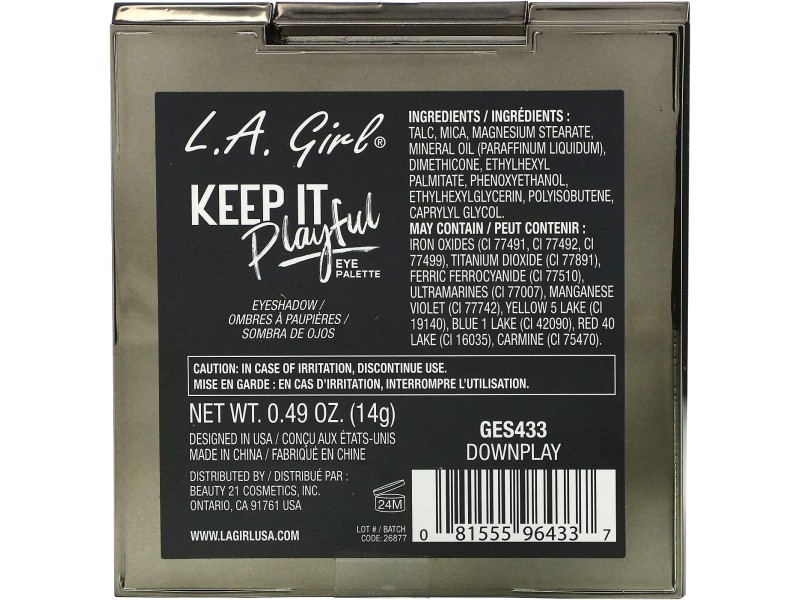 L.A. Girl®
KEEP IT
Playful
EYE
PALETTE
EYESHADOW /
OMBRES À PAUPIÈRES /
SOMBRA DE OJOS
INGREDIENTS / INGRÉDIENTS :
TALC, MICA, MAGNESIUM STEARATE,
MINERAL OIL (PARAFFINUM LIQUIDUM),
DIMETHICONE, ETHYLHEXYL
PALMITATE, PHENOXYETHANOL,
ETHYLHEXYLGLYCERIN, POLYISOBUTENE,
CAPRYLYL GLYCOL.
MAY CONTAIN / PEUT CONTENIR :
IRON OXIDES (CI 77491, CI 77492, CI
77499), TITANIUM DIOXIDE (CI 77891),
FERRIC FERROCYANIDE (CI 77510),
ULTRAMARINES (CI 77007), MANGANESE
VIOLET (CI 77742), YELLOW 5 LAKE (CI
19140), BLUE 1 LAKE (CI 42090), RED 40
LAKE (CI 16035), CARMINE (CI 75470).
CAUTION: IN CASE OF IRRITATION, DISCONTINUE USE.
MISE EN GARDE : EN CAS D'IRRITATION, INTERROMPRE L'UTILISATION.
NET WT. 0.49 OZ. (14g)
DESIGNED IN USA / CONÇU AUX ÉTATS-UNIS
MADE IN CHINA / FABRIQUÉ EN CHINE
DISTRIBUTED BY / DISTRIBUÉ PAR :
BEAUTY 21 COSMETICS, INC.
ONTARIO, CA 91761 USA
WWW.LAGIRLUSA.COM
24M
LOT # / BATCH
CODE: 26877
GES433
DOWNPLAY
0 81555 96433 7